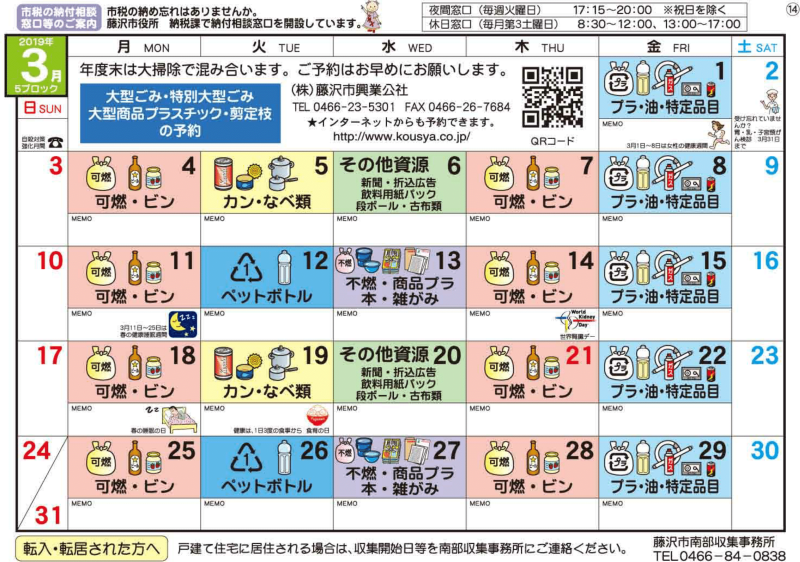 市税の納付相談
窓口等のご案内
市税の納め忘れはありませんか。
藤沢市役所 納税課で納付相談窓口を開設しています。
夜間窓口（毎週火曜日） 17:15～20:00 ※祝日を除く
休日窓口（毎月第3土曜日） 8:30～12:00、13:00～17:00
⑭
2019年
3月
5ブロック
月 MON 火 TUE 水 WED 木 THU 金 FRI 土 SAT
日 SUN
自殺対策
強化月間
年度末は大掃除で混み合います。ご予約はお早めにお願いします。
大型ごみ・特別大型ごみ
大型商品プラスチック・剪定枝
の予約
(株)藤沢市興業公社
TEL 0466-23-5301 FAX 0466-26-7684
★インターネットからも予約できます。
http://www.kousya.co.jp/
QRコード
1
プラ
プラ・油・特定品目
MEMO
3月1日～8日は女性の健康週間
2
受け忘れていませ
んか？
胃・乳・子宮頸が
ん検診 3月31日
まで
3
4
可燃
可燃・ビン
MEMO
5
カン・なべ類
MEMO
その他資源 6
新聞・折込広告
飲料用紙パック
段ボール・古布類
MEMO
7
可燃
可燃・ビン
MEMO
8
プラ
プラ・油・特定品目
MEMO
9
10
11
可燃
可燃・ビン
MEMO
3月11日～25日は
春の健康睡眠週間
zzz
12
1
ペットボトル
MEMO
13
不燃
不燃・商品プラ
本・雑がみ
MEMO
14
可燃
可燃・ビン
MEMO
World
Kidney
Day
世界腎臓デー
15
プラ
プラ・油・特定品目
MEMO
16
17
18
可燃
可燃・ビン
MEMO
zz
春の睡眠の日
19
カン・なべ類
MEMO
健康は、1日3度の食事から 食育の日
その他資源 20
新聞・折込広告
飲料用紙パック
段ボール・古布類
MEMO
21
可燃
可燃・ビン
MEMO
22
プラ
プラ・油・特定品目
MEMO
23
24
31
25
可燃
可燃・ビン
MEMO
26
1
ペットボトル
MEMO
27
不燃
不燃・商品プラ
本・雑がみ
MEMO
28
可燃
可燃・ビン
MEMO
29
プラ
プラ・油・特定品目
MEMO
30
転入・転居された方へ
戸建て住宅に居住される場合は、収集開始日等を南部収集事務所にご連絡ください。
藤沢市南部収集事務所
TEL0466-84-0838